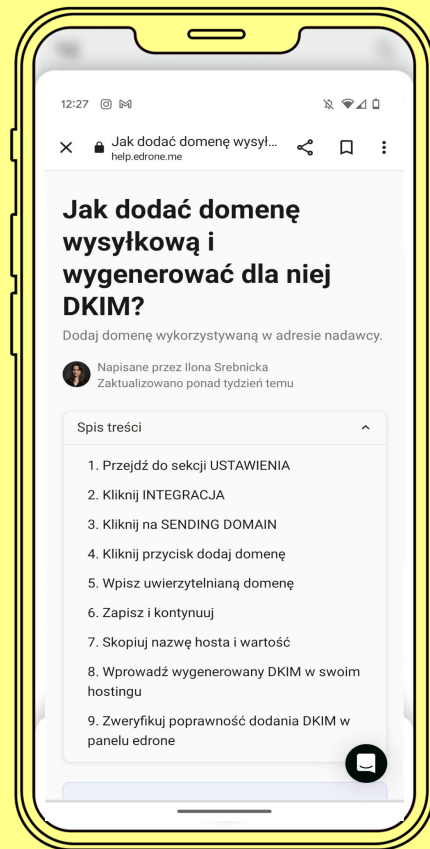 12:27
Jak dodać domenę wysył...
help.edrone.me
Jak dodać domenę
wysyłkową i
wygenerować dla niej
DKIM?
Dodaj domenę wykorzystywaną w adresie nadawcy.
Napisane przez Ilona Srebnicka
Zaktualizowano ponad tydzień temu
Spis treści
1. Przejdź do sekcji USTAWIENIA
2. Kliknij INTEGRACJA
3. Kliknij na SENDING DOMAIN
4. Kliknij przycisk dodaj domenę
5. Wpisz uwierzytelnianą domenę
6. Zapisz i kontynuuj
7. Skopiuj nazwę hosta i wartość
8. Wprowadź wygenerowany DKIM w swoim
hostingu
9. Zweryfikuj poprawność dodania DKIM w
panelu edrone